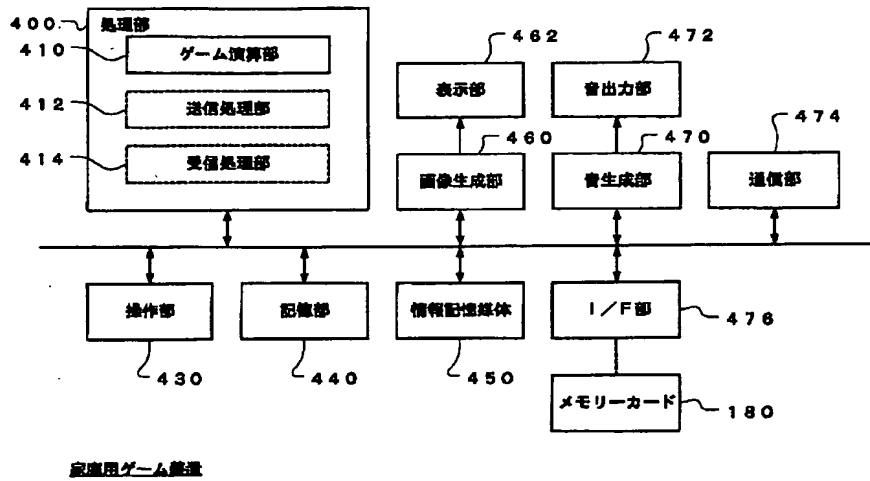 400
処理部
410
ゲーム演算部
412
送信処理部
414
受信処理部
462
表示部
472
音出力部
460
画像生成部
470
音生成部
474
通信部
操作部
430
記憶部
440
情報記憶媒体
450
I/F部
476
メモリーカード
180
家庭用ゲーム装置